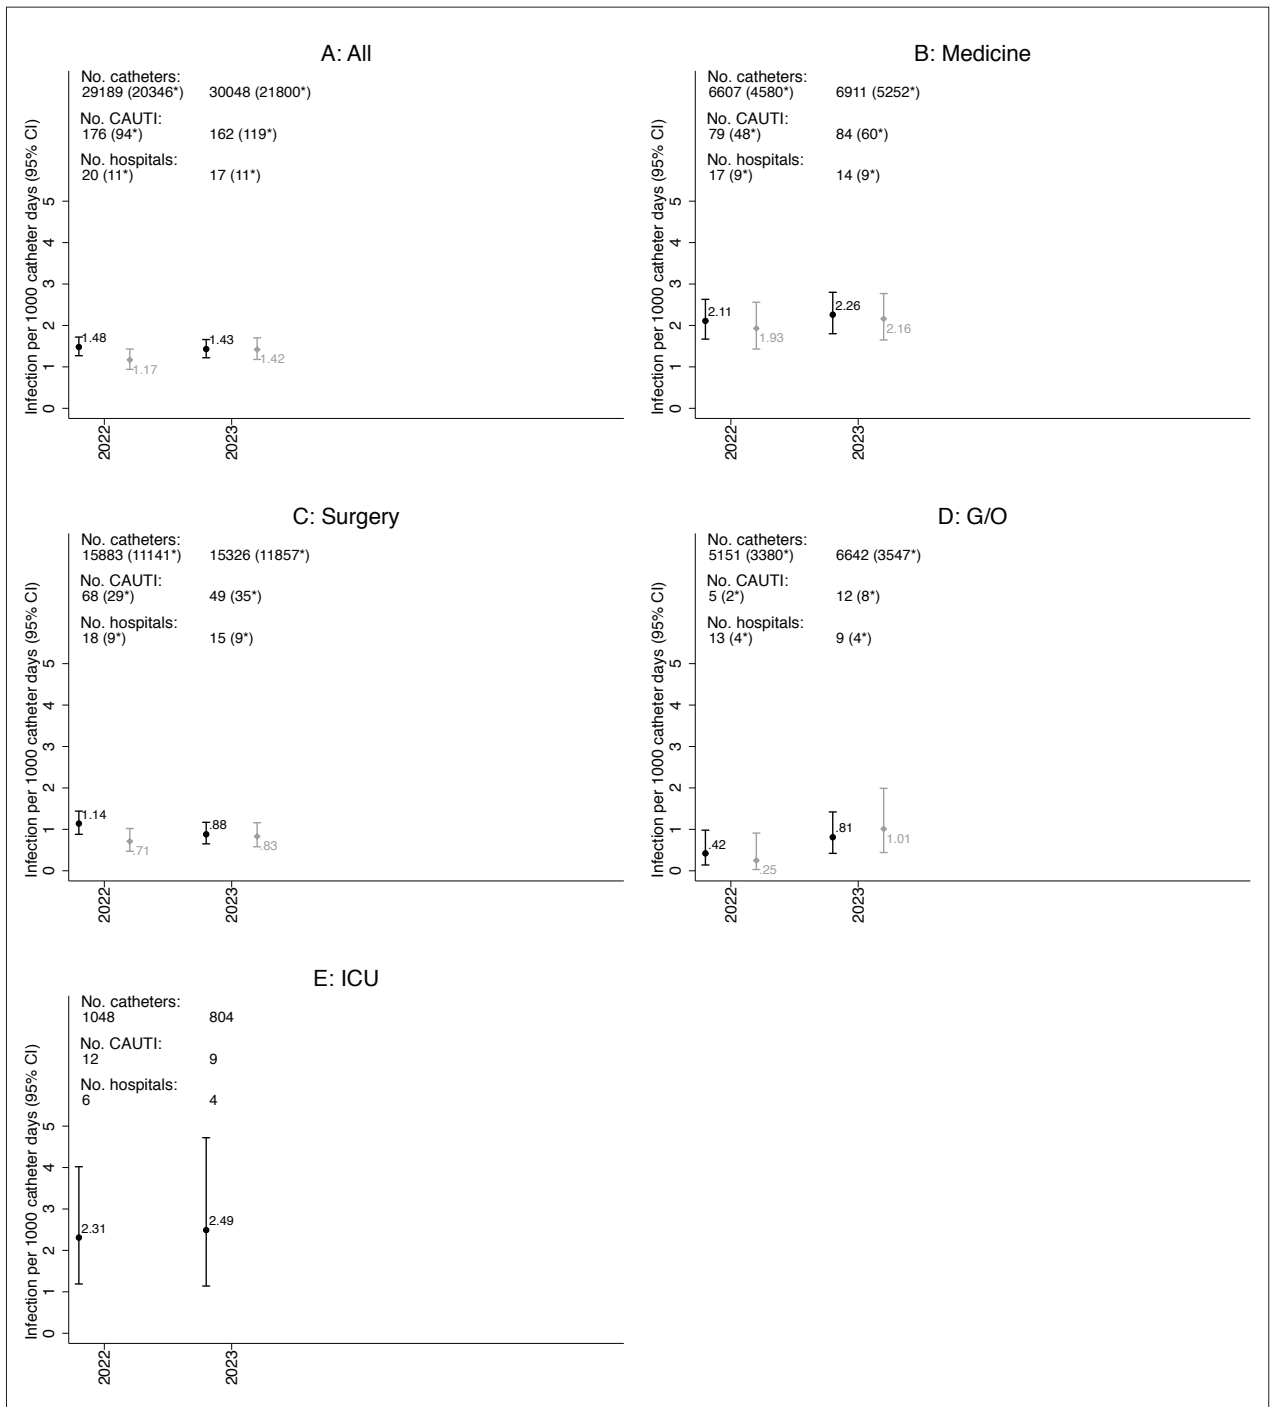 A: All
No. catheters:
29189 (20346*) 30048 (21800*)
No. CAUTI:
176 (94*) 162 (119*)
No. hospitals:
20 (11*) 17 (11*)
Infection per 1000 catheter days (95% CI)
5
4
3
2
1
0
1.48
1.17
1.43
1.42
2022
2023
B: Medicine
No. catheters:
6607 (4580*) 6911 (5252*)
No. CAUTI:
79 (48*) 84 (60*)
No. hospitals:
17 (9*) 14 (9*)
Infection per 1000 catheter days (95% CI)
5
4
3
2
1
0
2.11
1.93
2.26
2.16
2022
2023
C: Surgery
No. catheters:
15883 (11141*) 15326 (11857*)
No. CAUTI:
68 (29*) 49 (35*)
No. hospitals:
18 (9*) 15 (9*)
Infection per 1000 catheter days (95% CI)
5
4
3
2
1
0
1.14
.71
.88
.83
2022
2023
D: G/O
No. catheters:
5151 (3380*) 6642 (3547*)
No. CAUTI:
5 (2*) 12 (8*)
No. hospitals:
13 (4*) 9 (4*)
Infection per 1000 catheter days (95% CI)
5
4
3
2
1
0
.42
.25
.81
1.01
2022
2023
E: ICU
No. catheters:
1048 804
No. CAUTI:
12 9
No. hospitals:
6 4
Infection per 1000 catheter days (95% CI)
5
4
3
2
1
0
2.31
2.49
2022
2023